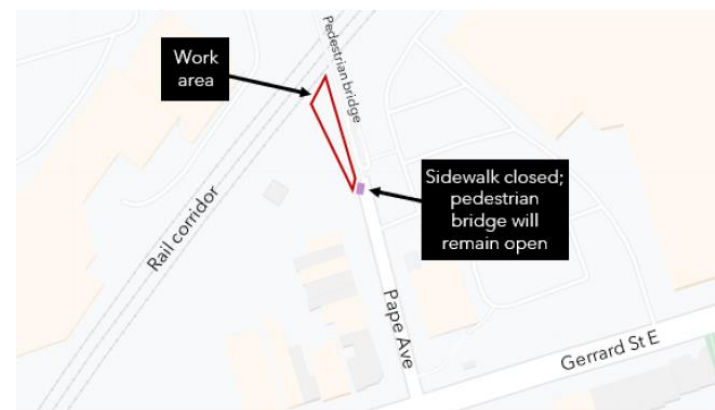 Work
area
Pedestrian bridge
Sidewalk closed;
pedestrian
bridge will
remain open
Rail corridor
Pape Ave
Gerrard St E